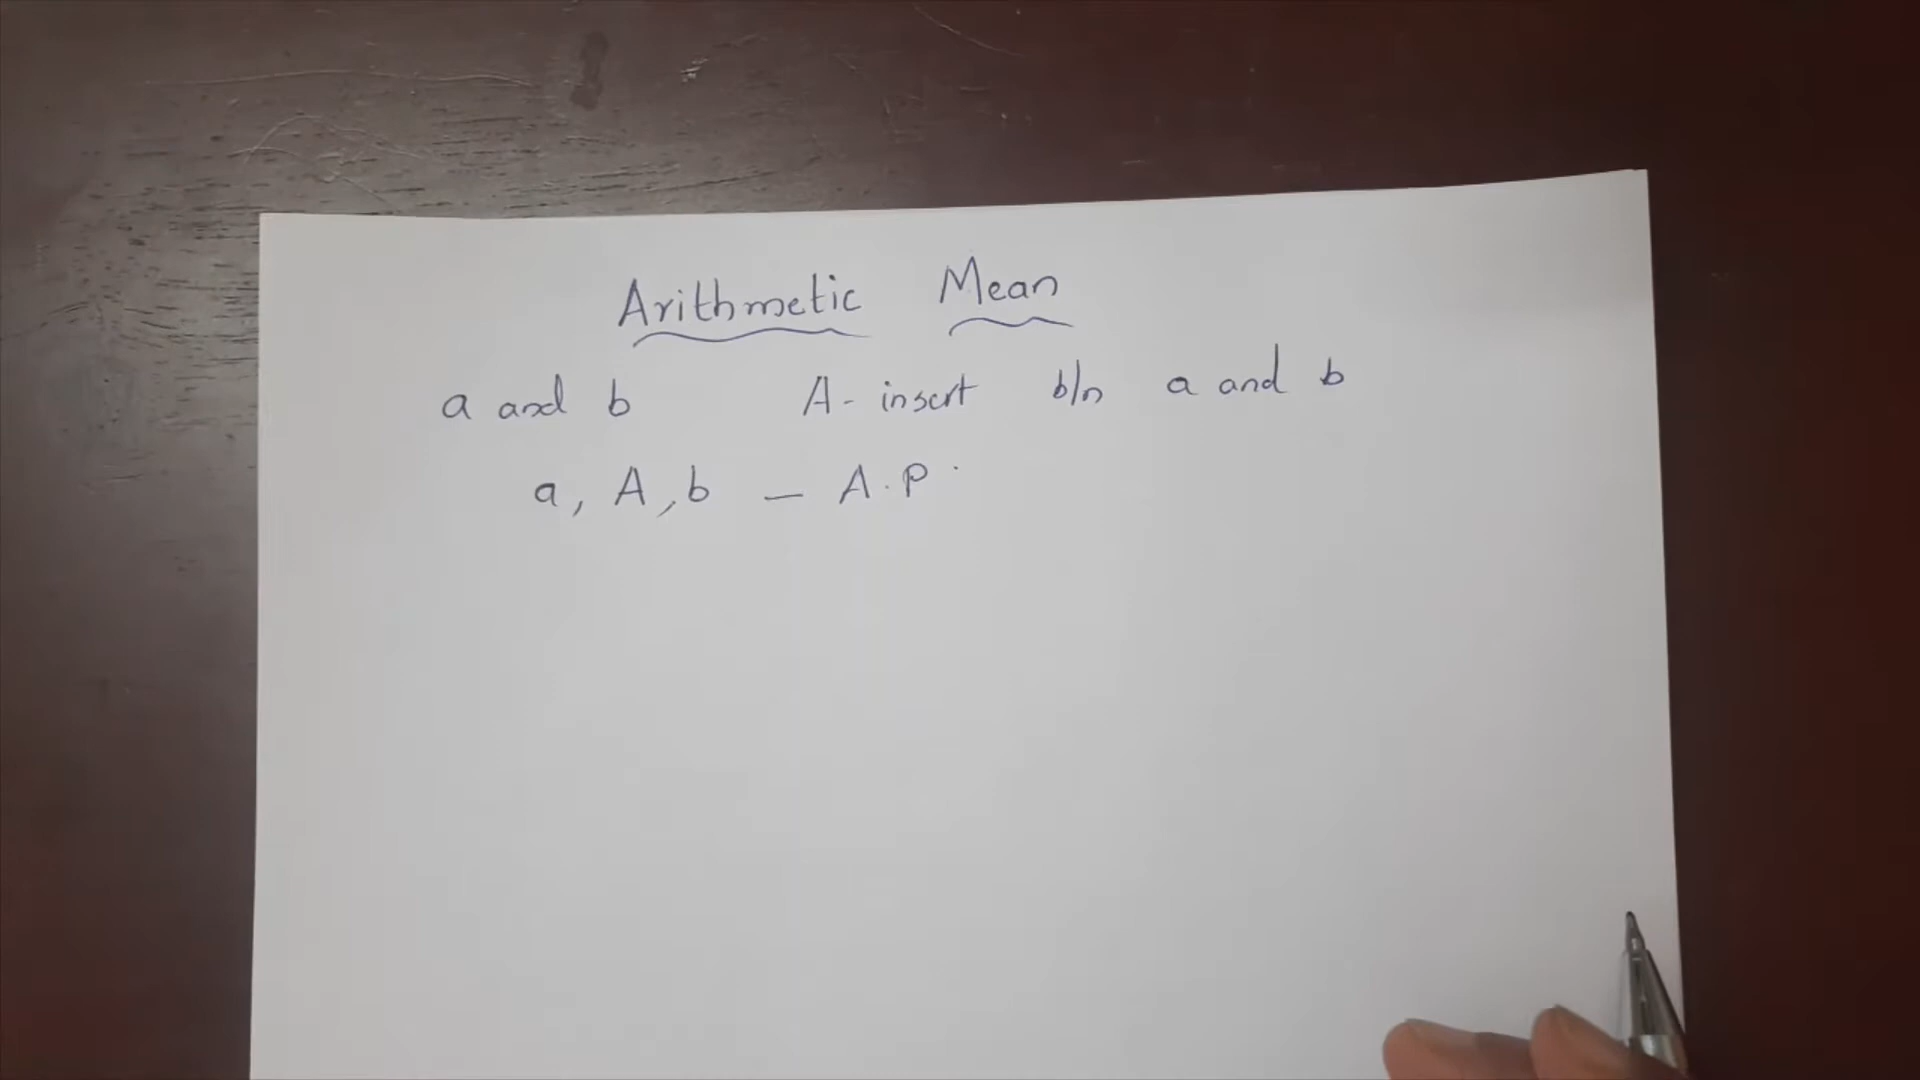 Arithmetic Mean
a and b A - insert b/n a and b
a, A, b — A.P.